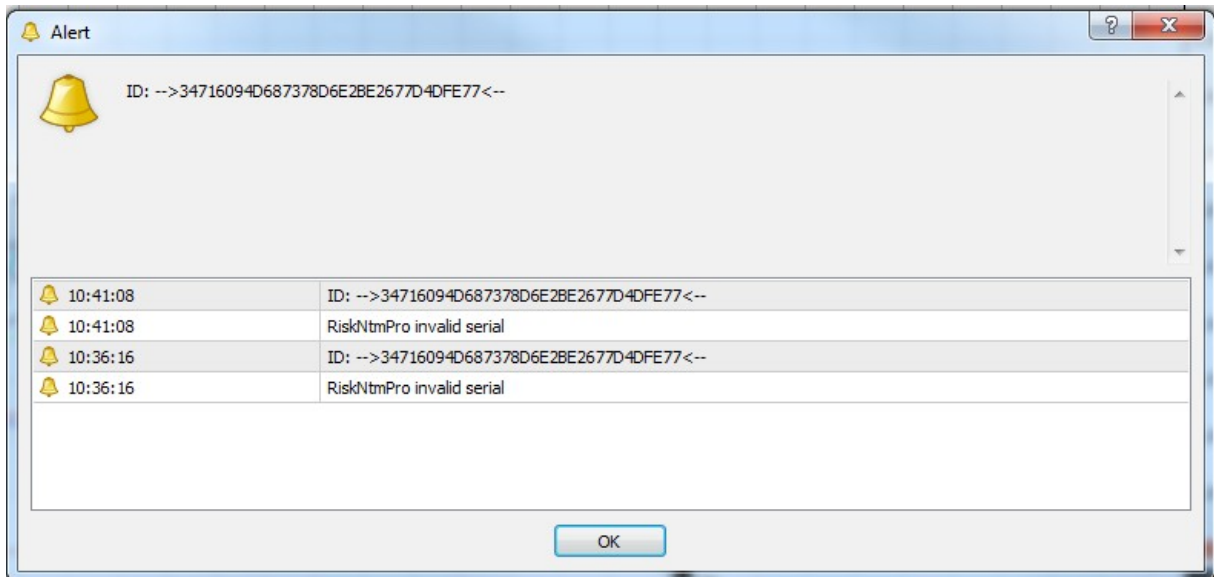 Alert
ID: -->34716094D687378D6E2BE2677D4DFE77<--
10:41:08 ID: -->34716094D687378D6E2BE2677D4DFE77<--
10:41:08 RiskNtmPro invalid serial
10:36:16 ID: -->34716094D687378D6E2BE2677D4DFE77<--
10:36:16 RiskNtmPro invalid serial
OK